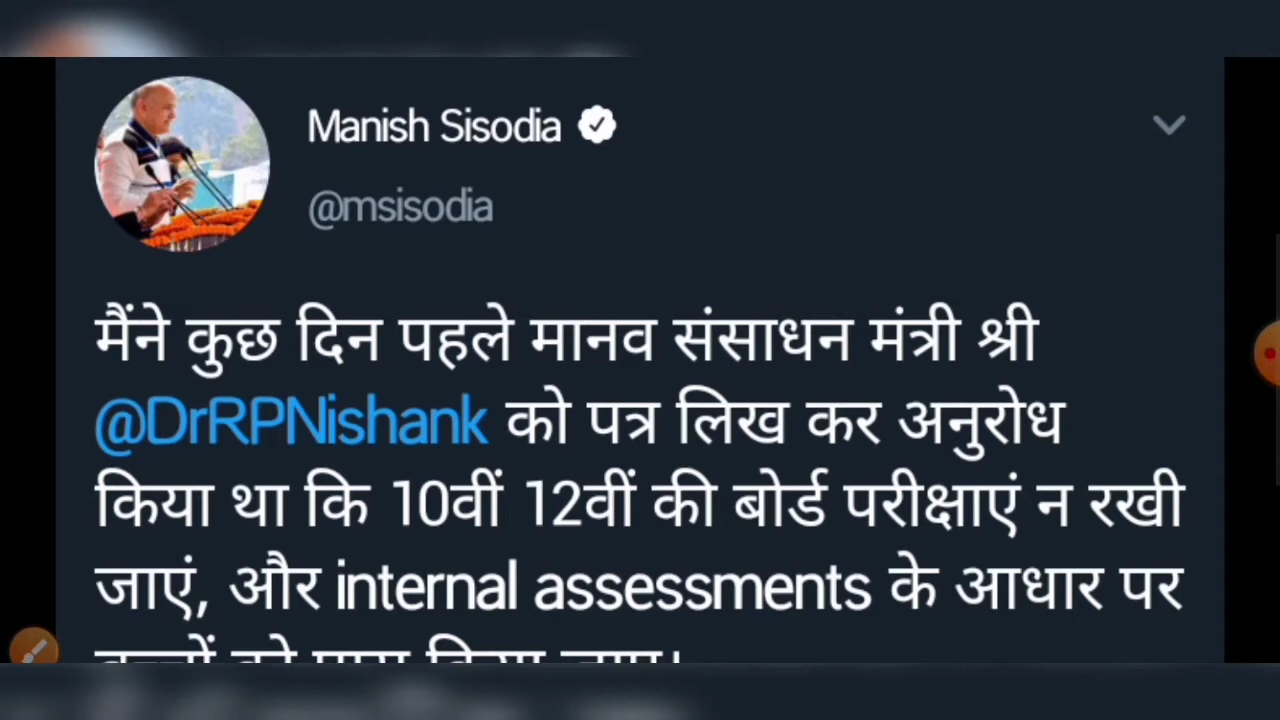 Manish Sisodia
@msisodia
मैंने कुछ दिन पहले मानव संसाधन मंत्री श्री
@DrRPNishank को पत्र लिख कर अनुरोध
किया था कि 10वीं 12वीं की बोर्ड परीक्षाएं न रखी
जाएं, और internal assessments के आधार पर